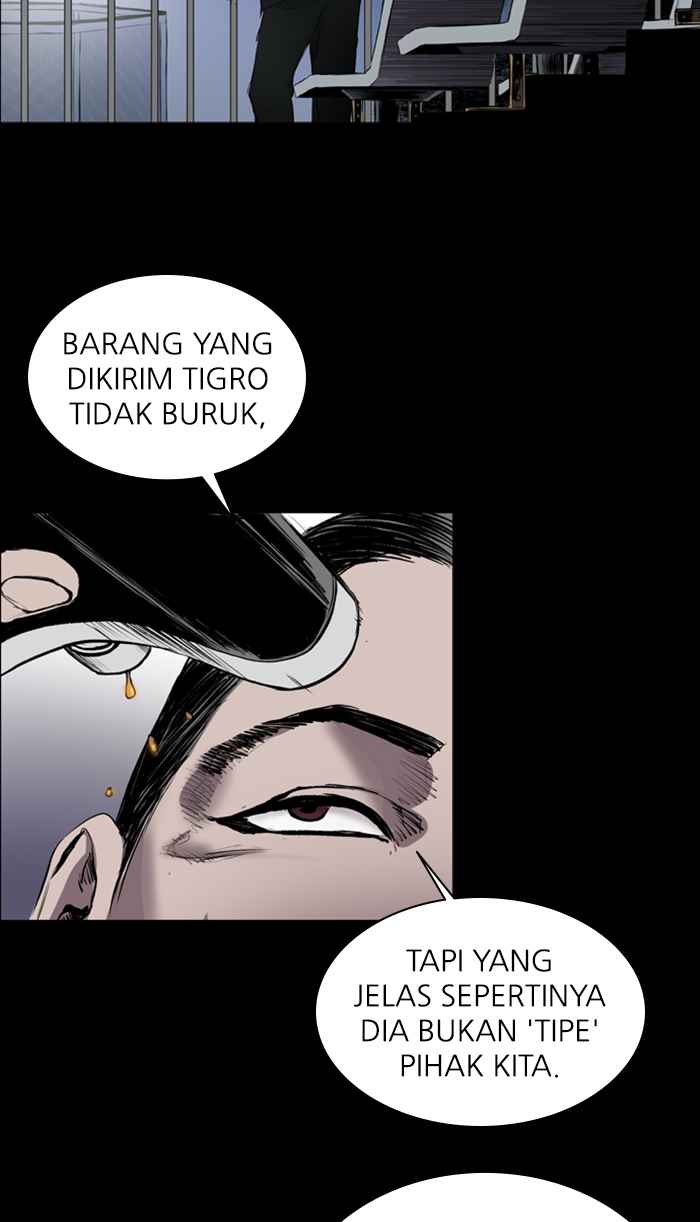 BARANG YANG
DIKIRIM TIGRO
TIDAK BURUK,
TAPI YANG
JELAS SEPERTINYA
DIA BUKAN 'TIPE'
PIHAK KITA.